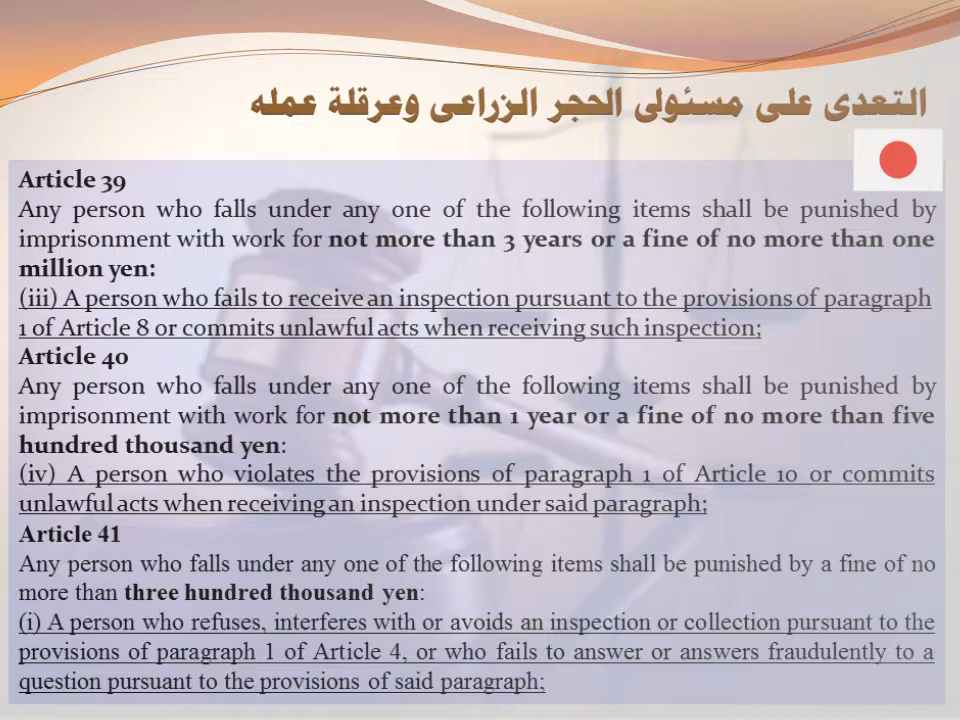 التعدى على مسئولى الحجر الزراعى وعرقلة عمله
Article 39
Any person who falls under any one of the following items shall be punished by
imprisonment with work for not more than 3 years or a fine of no more than one
million yen:
(iii) A person who fails to receive an inspection pursuant to the provisions of paragraph
1 of Article 8 or commits unlawful acts when receiving such inspection;
Article 40
Any person who falls under any one of the following items shall be punished by
imprisonment with work for not more than 1 year or a fine of no more than five
hundred thousand yen:
(iv) A person who violates the provisions of paragraph 1 of Article 10 or commits
unlawful acts when receiving an inspection under said paragraph;
Article 41
Any person who falls under any one of the following items shall be punished by a fine of no
more than three hundred thousand yen:
(i) A person who refuses, interferes with or avoids an inspection or collection pursuant to the
provisions of paragraph 1 of Article 4, or who fails to answer or answers fraudulently to a
question pursuant to the provisions of said paragraph;